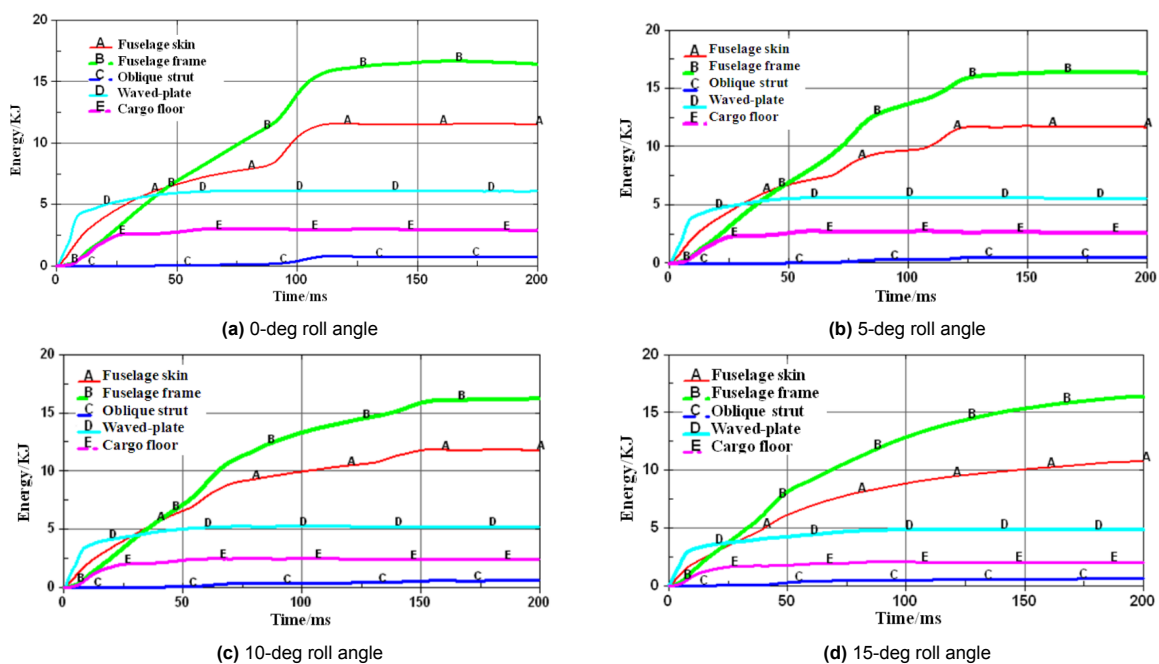 20
15
10
5
0
Energy/KJ
A Fuselage skin
B Fuselage frame
C Oblique strut
D Waved-plate
E Cargo floor
A A A A A
B B B B B
C C C C C
D D D D D
E E E E E
0 50 100 150 200
Time/ms
(a) 0-deg roll angle
20
15
10
5
0
Energy/KJ
A Fuselage skin
B Fuselage frame
C Oblique strut
D Waved-plate
E Cargo floor
A A A A A
B B B B B
C C C C C
D D D D D
E E E E E
0 50 100 150 200
Time/ms
(b) 5-deg roll angle
20
15
10
5
0
Energy/KJ
A Fuselage skin
B Fuselage frame
C Oblique strut
D Waved-plate
E Cargo floor
A A A A A
B B B B B
C C C C C
D D D D D
E E E E E
0 50 100 150 200
Time/ms
(c) 10-deg roll angle
20
15
10
5
0
Energy/KJ
A Fuselage skin
B Fuselage frame
C Oblique strut
D Waved-plate
E Cargo floor
A A A A A
B B B B B
C C C C C
D D D D D
E E E E E
0 50 100 150 200
Time/ms
(d) 15-deg roll angle